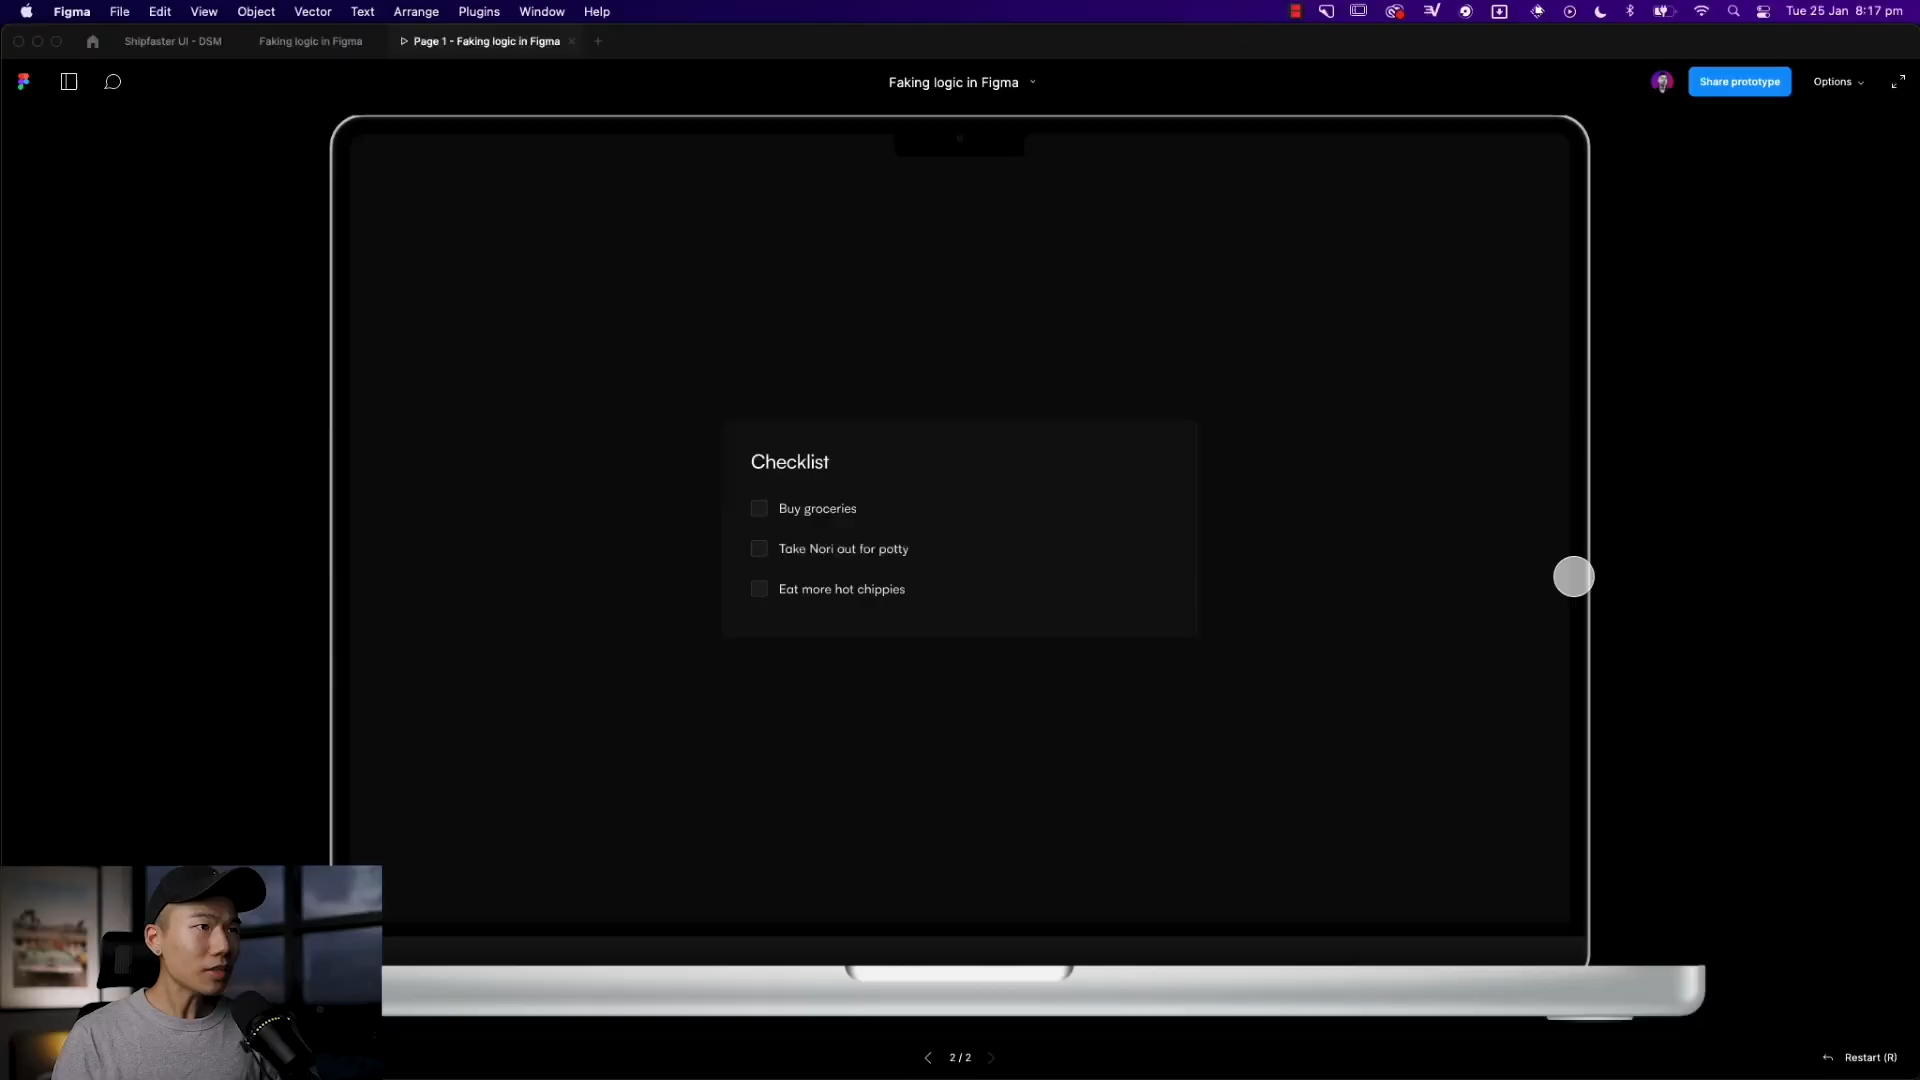 Figma File Edit View Object Vector Text Arrange Plugins Window Help Tue 25 Jan 8:17 pm
Shipfaster UI - DSM Faking logic in Figma Page 1 - Faking logic in Figma
Faking logic in Figma Share prototype Options
Checklist
Buy groceries
Take Nori out for potty
Eat more hot chippies
2 / 2 Restart (R)